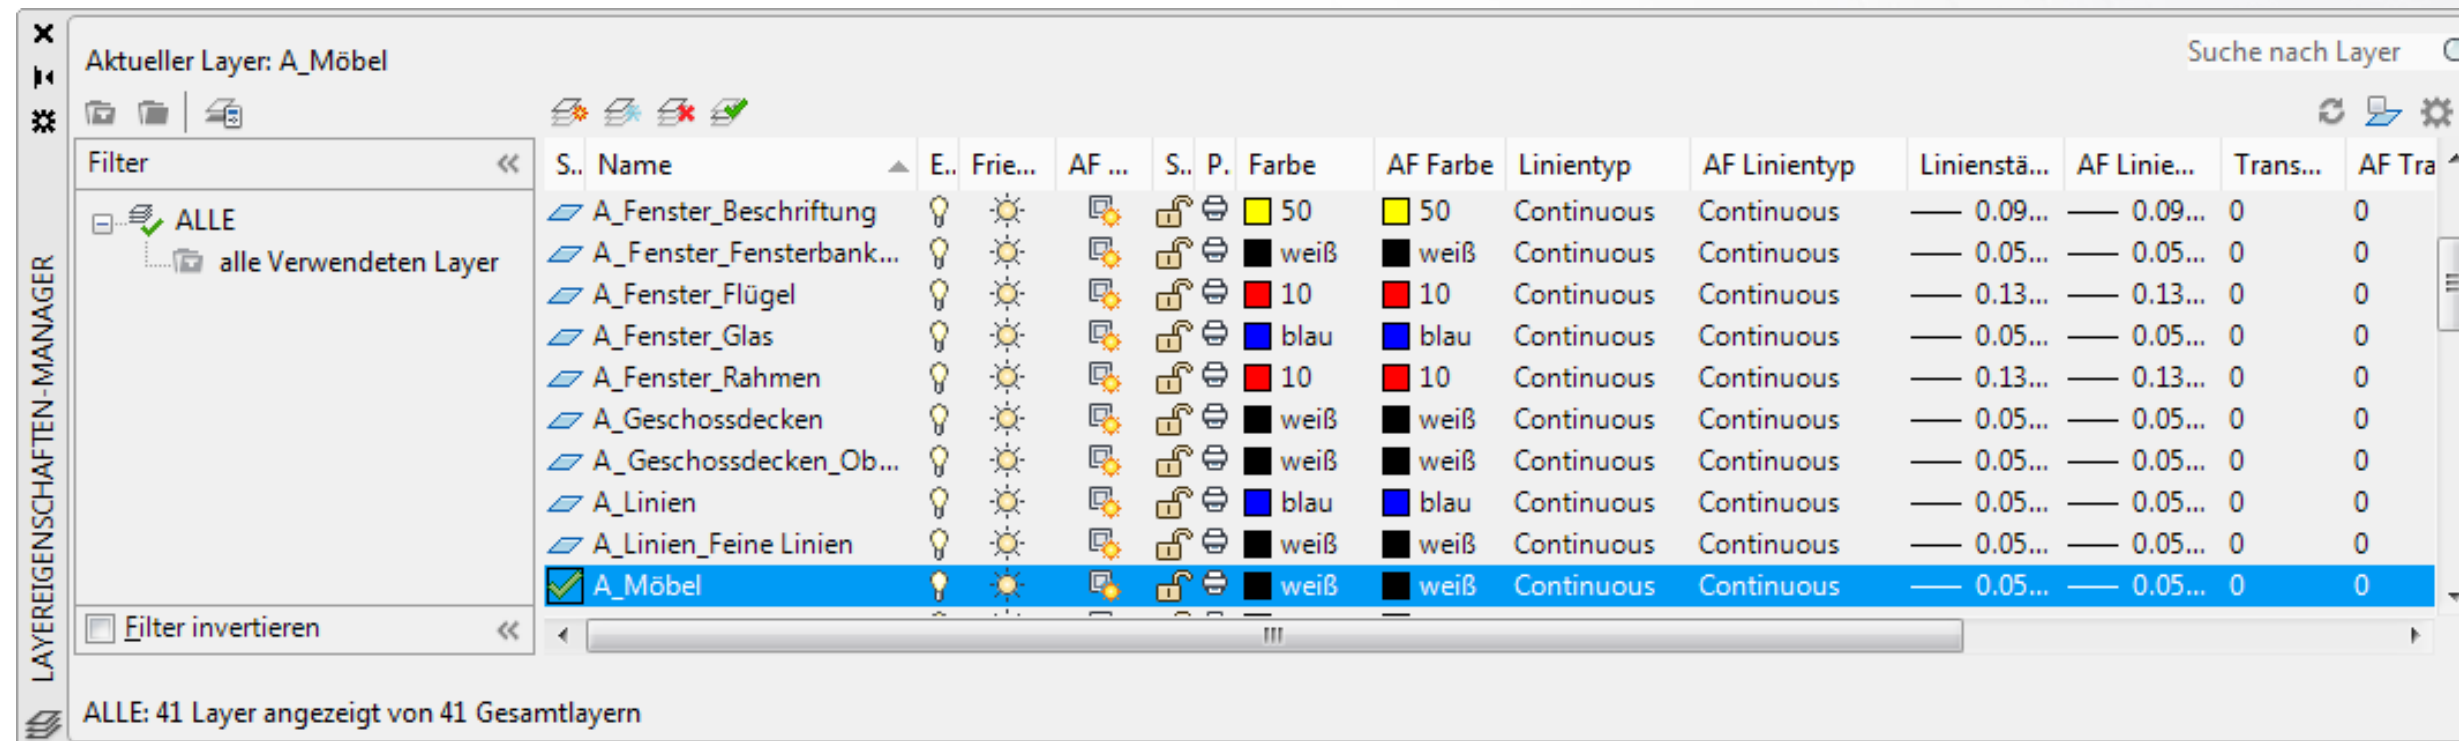 Aktueller Layer: A_Möbel
Suche nach Layer
Filter
S.. Name E.. Frie... AF ... S.. P.. Farbe AF Farbe Linientyp AF Linientyp Linienstä... AF Linie... Trans... AF Tra
ALLE
alle Verwendeten Layer
A_Fenster_Beschriftung 50 50 Continuous Continuous 0.09... 0.09... 0 0
A_Fenster_Fensterbank... weiß weiß Continuous Continuous 0.05... 0.05... 0 0
A_Fenster_Flügel 10 10 Continuous Continuous 0.13... 0.13... 0 0
A_Fenster_Glas blau blau Continuous Continuous 0.05... 0.05... 0 0
A_Fenster_Rahmen 10 10 Continuous Continuous 0.13... 0.13... 0 0
A_Geschossdecken weiß weiß Continuous Continuous 0.05... 0.05... 0 0
A_Geschossdecken_Ob... weiß weiß Continuous Continuous 0.05... 0.05... 0 0
A_Linien blau blau Continuous Continuous 0.05... 0.05... 0 0
A_Linien_Feine Linien weiß weiß Continuous Continuous 0.05... 0.05... 0 0
A_Möbel weiß weiß Continuous Continuous 0.05... 0.05... 0 0
Filter invertieren
LAYEREIGENSCHAFTEN-MANAGER
ALLE: 41 Layer angezeigt von 41 Gesamtlayern